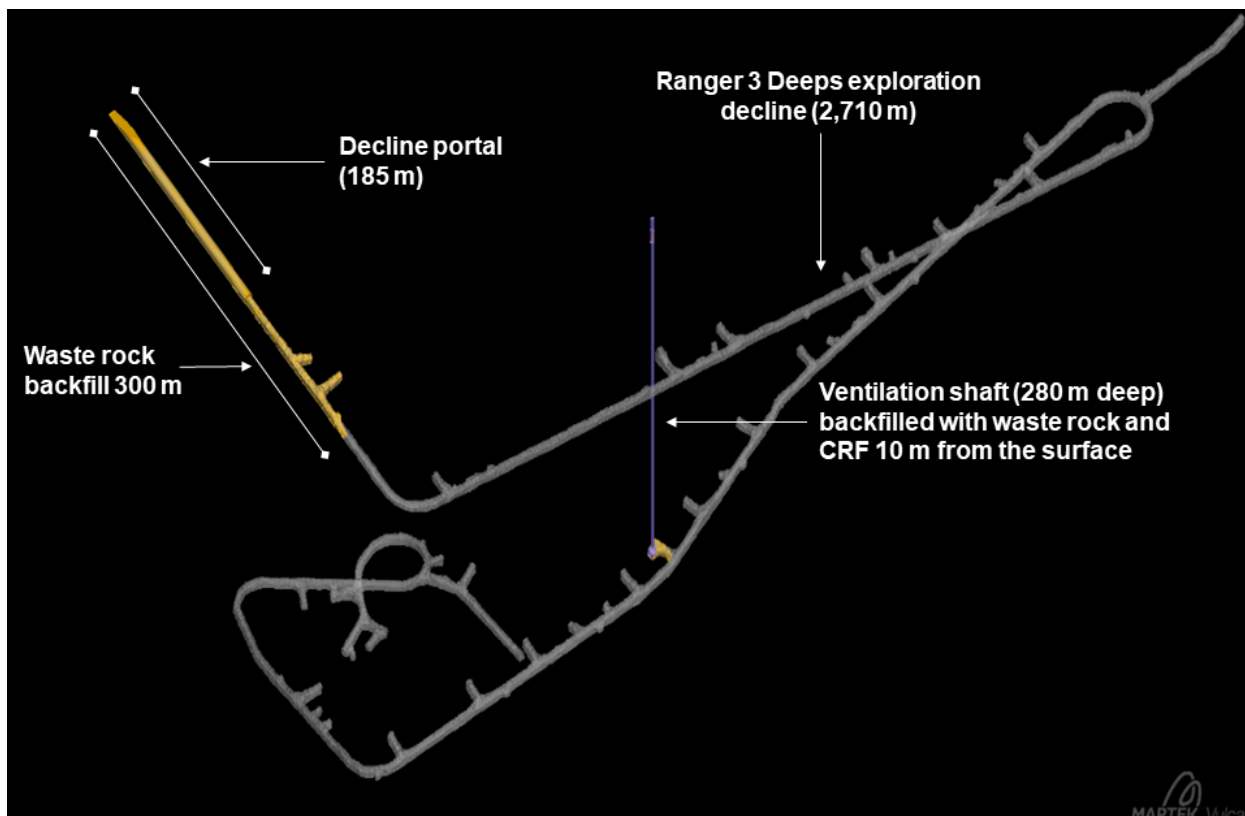 Ranger 3 Deeps exploration
decline (2,710 m)
Decline portal
(185 m)
Waste rock
backfill 300 m
Ventilation shaft (280 m deep)
backfilled with waste rock and
CRF 10 m from the surface